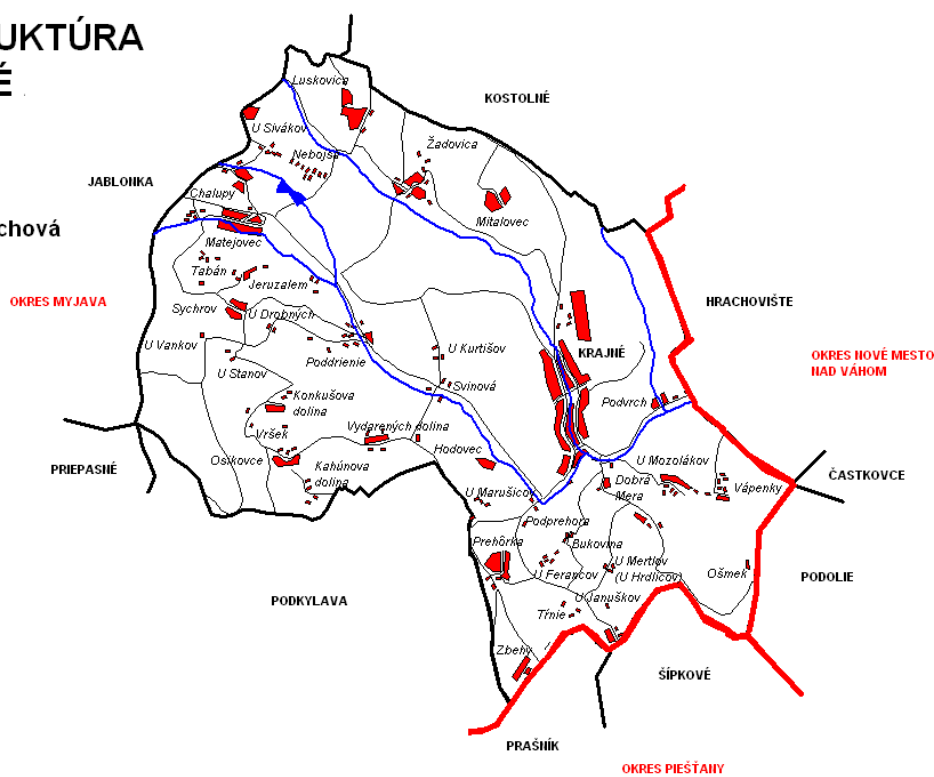 UKTÚRA
É
Luskovica
KOSTOLNÉ
U Sivákov
Žadovica
Nebojsa
JABLONKA
Chalupy
Mitalovec
chová
Matejovec
Tabán
Jeruzalem
OKRES MYJAVA
HRACHOVIŠTE
Sychrov
U Drobných
U Vankov
Poddrienie
U Kurtišov
KRAJNÉ
OKRES NOVÉ MESTO
NAD VÁHOM
U Stanov
Svinová
Konkušova
dolina
Podvrch
Vŕšek
Vydarených dolina
Osikovce
Hodovec
PRIEPASNÉ
Kahúnova
dolina
U Mozolákov
ČASTKOVCE
Dobrá
Mera
Vápenky
U Marušicov
Podprehora
Prehôrka
Bukovina
U Mertlov
(U Hrdlicov)
U Ferancov
Ošmek
PODOLIE
PODKYLAVA
U Januškov
Tŕnie
Zbehy
ŠÍPKOVÉ
PRAŠNÍK
OKRES PIEŠŤANY